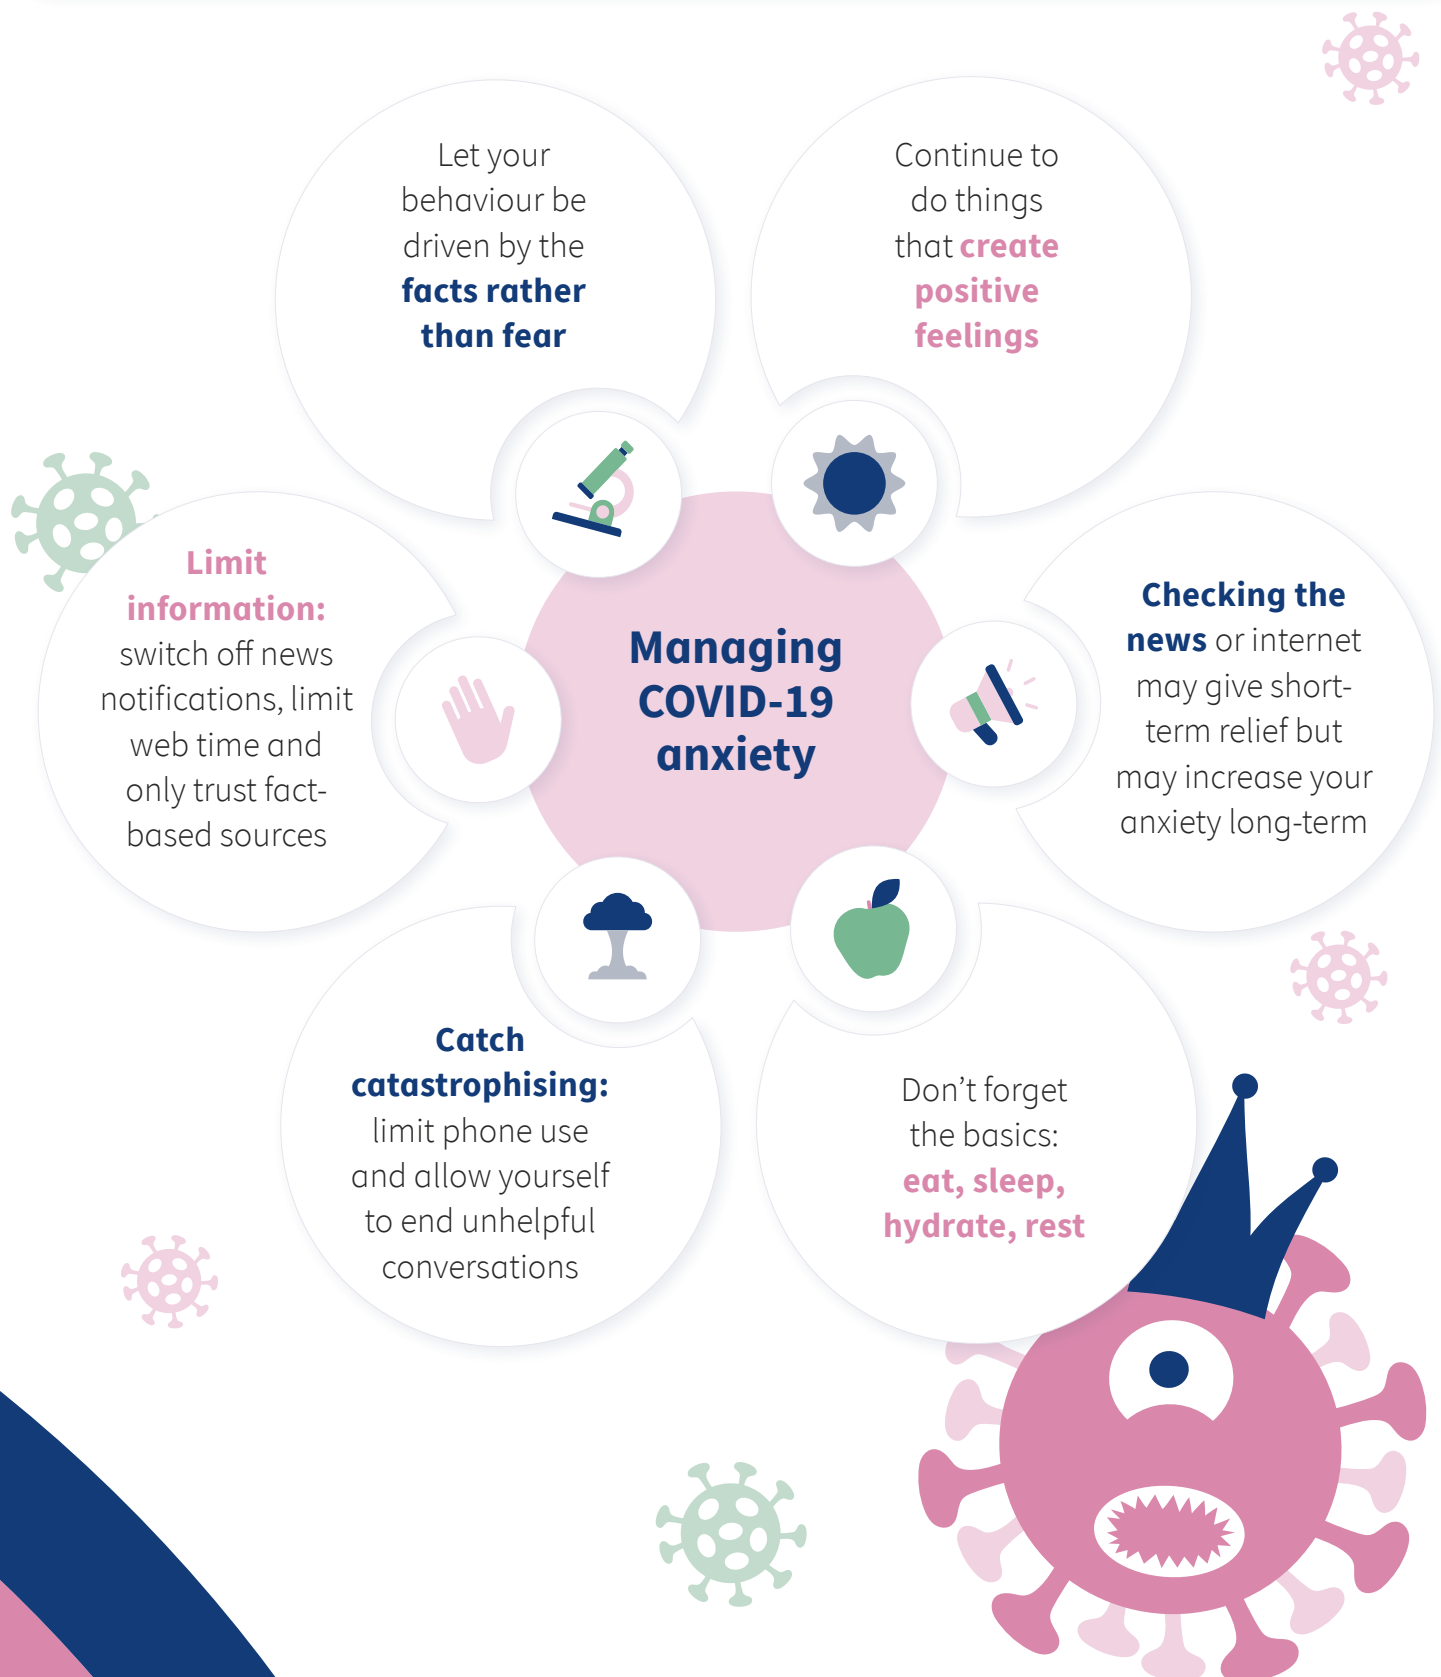 Let your
behaviour be
driven by the
facts rather
than fear
Continue to
do things
that create
positive
feelings
Limit
information:
switch off news
notifications, limit
web time and
only trust fact-
based sources
Managing
COVID-19
anxiety
Checking the
news or internet
may give short-
term relief but
may increase your
anxiety long-term
Catch
catastrophising:
limit phone use
and allow yourself
to end unhelpful
conversations
Don’t forget
the basics:
eat, sleep,
hydrate, rest